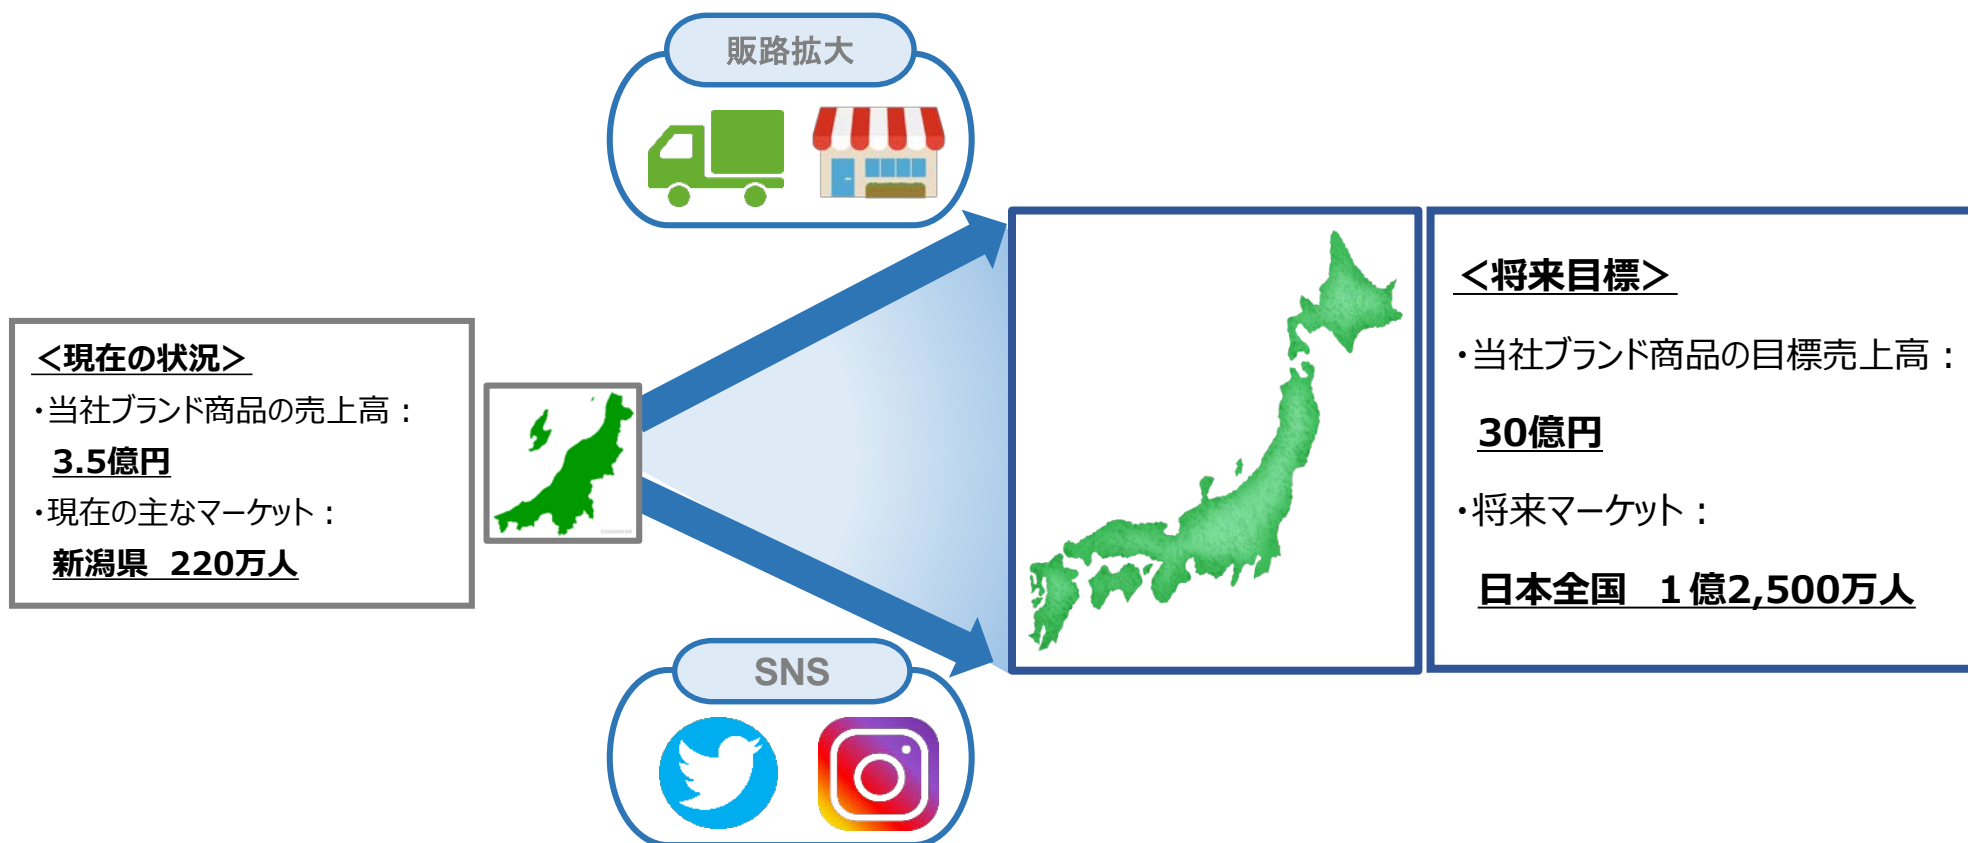 販路拡大
＜現在の状況＞
・当社ブランド商品の売上高：
3.5億円
・現在の主なマーケット：
新潟県　220万人
＜将来目標＞
・当社ブランド商品の目標売上高：
30億円
・将来マーケット：
日本全国　１億2,500万人
SNS